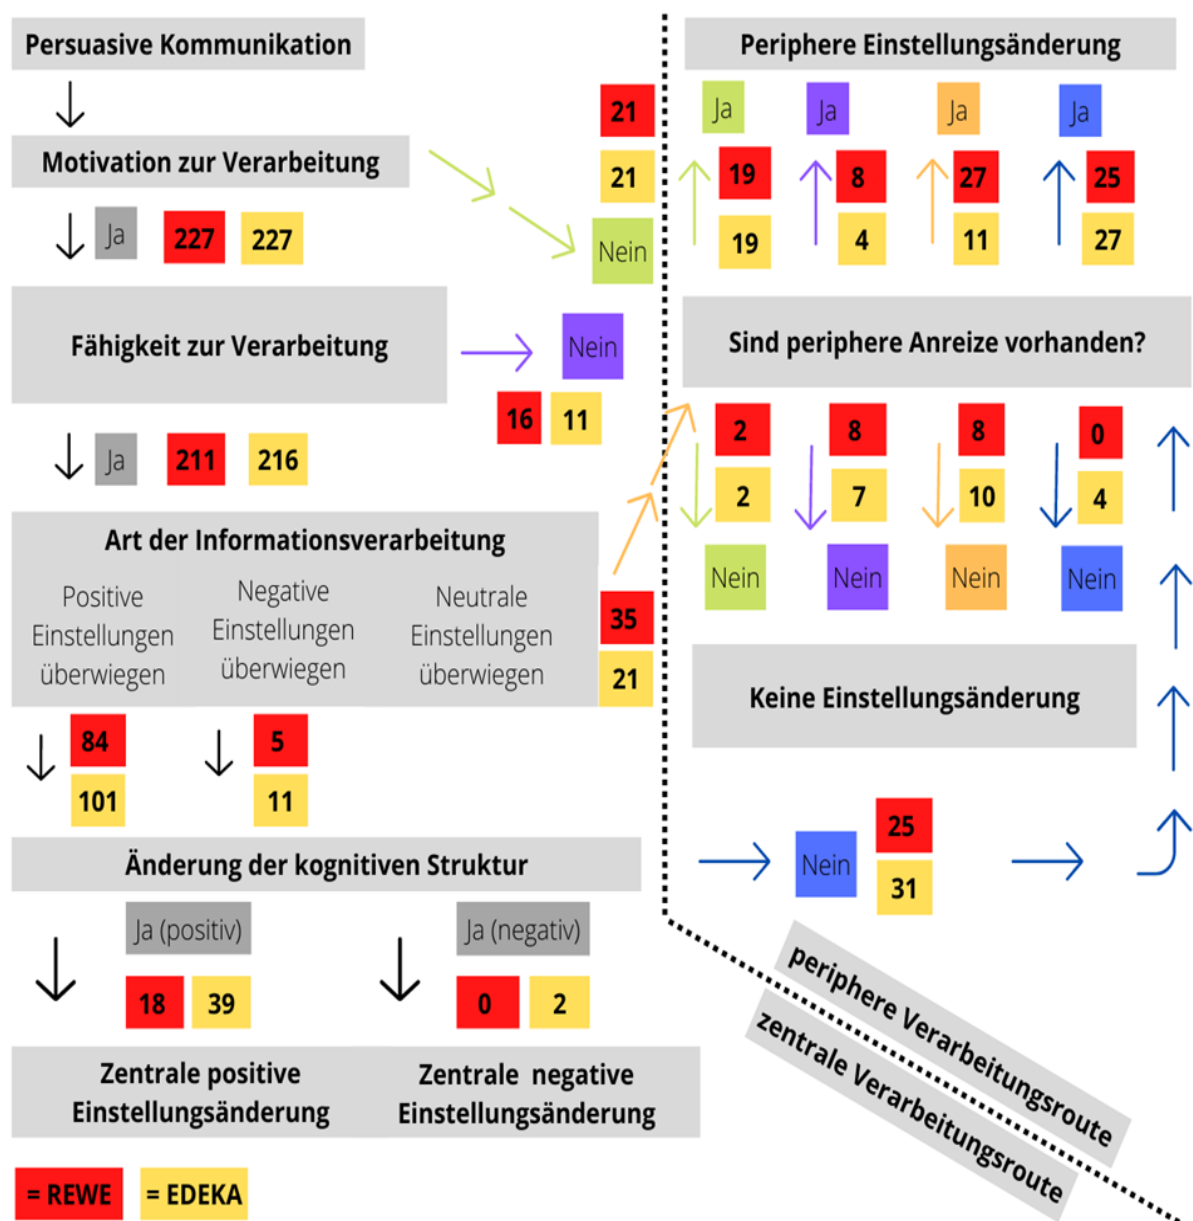 Persuasive Kommunikation
Motivation zur Verarbeitung
21
21
Nein
Ja 227 227
Fähigkeit zur Verarbeitung
Nein
16 11
Ja 211 216
Art der Informationsverarbeitung
Positive
Einstellungen
überwiegen
Negative
Einstellungen
überwiegen
Neutrale
Einstellungen
überwiegen
35
21
84
101
5
11
Änderung der kognitiven Struktur
Ja (positiv)
18 39
Ja (negativ)
0 2
Zentrale positive
Einstellungsänderung
Zentrale negative
Einstellungsänderung
= REWE = EDEKA
Periphere Einstellungsänderung
Ja Ja Ja Ja
19 8 27 25
19 4 11 27
Sind periphere Anreize vorhanden?
2 8 8 0
2 7 10 4
Nein Nein Nein Nein
Keine Einstellungsänderung
Nein
25
31
periphere Verarbeitungsroute
zentrale Verarbeitungsroute